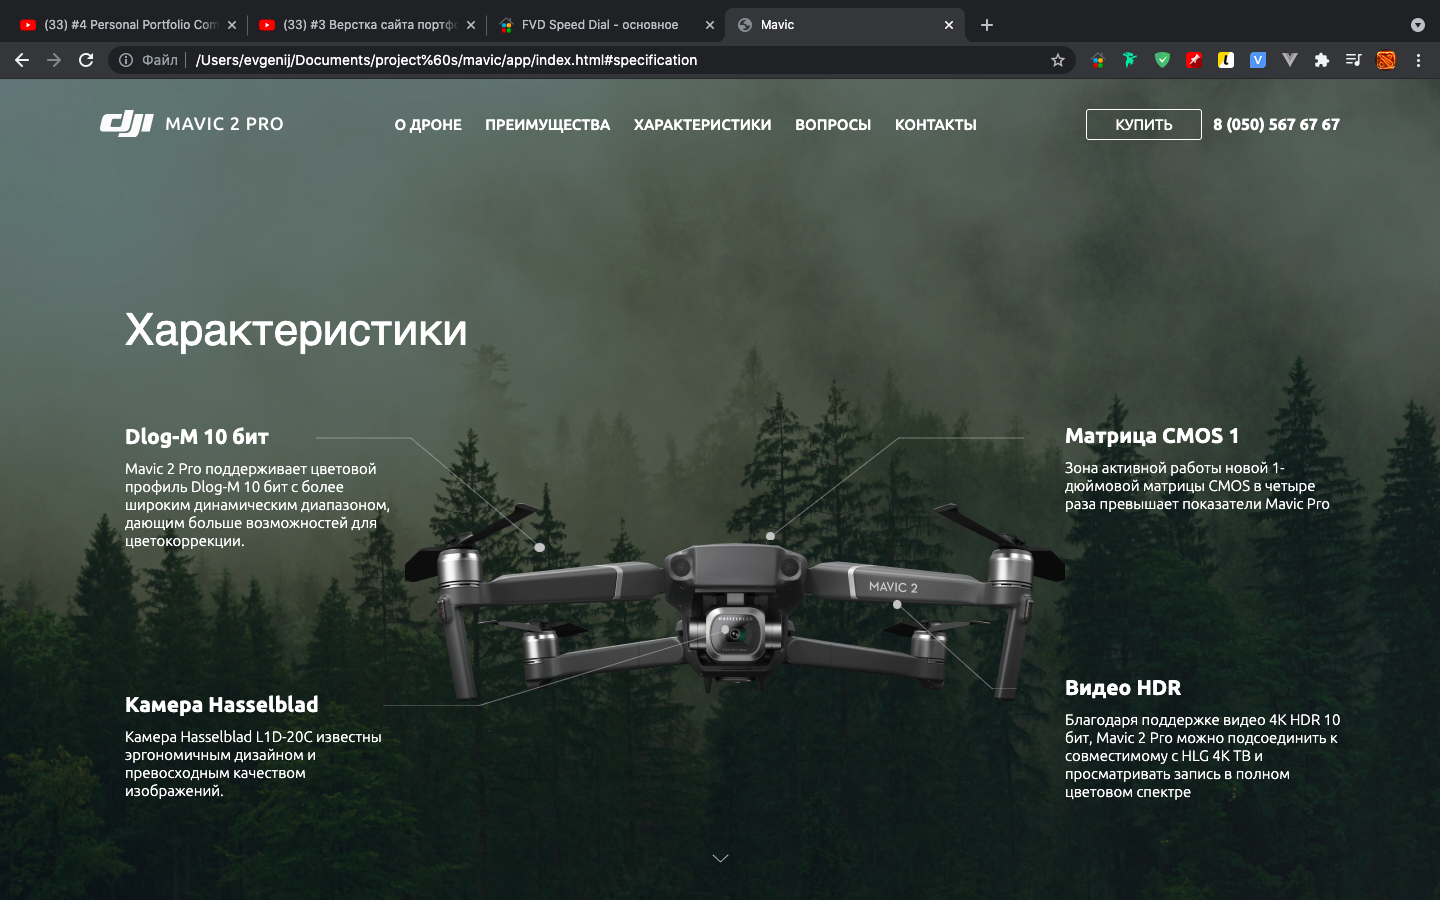 (33) #4 Personal Portfolio Com
(33) #3 Верстка сайта портфо
FVD Speed Dial - основное
Mavic
Файл
/Users/evgenij/Documents/project%60s/mavic/app/index.html#specification
dji MAVIC 2 PRO
О ДРОНЕ
ПРЕИМУЩЕСТВА
ХАРАКТЕРИСТИКИ
ВОПРОСЫ
КОНТАКТЫ
КУПИТЬ
8 (050) 567 67 67
Характеристики
Dlog-M 10 бит
Mavic 2 Pro поддерживает цветовой
профиль Dlog-M 10 бит с более
широким динамическим диапазоном,
дающим больше возможностей для
цветокоррекции.
Матрица CMOS 1
Зона активной работы новой 1-
дюймовой матрицы CMOS в четыре
раза превышает показатели Mavic Pro
MAVIC 2
HASSELBLAD
Камера Hasselblad
Камера Hasselblad L1D-20C известны
эргономичным дизайном и
превосходным качеством
изображений.
Видео HDR
Благодаря поддержке видео 4K HDR 10
бит, Mavic 2 Pro можно подсоединить к
совместимому с HLG 4K ТВ и
просматривать запись в полном
цветовом спектре